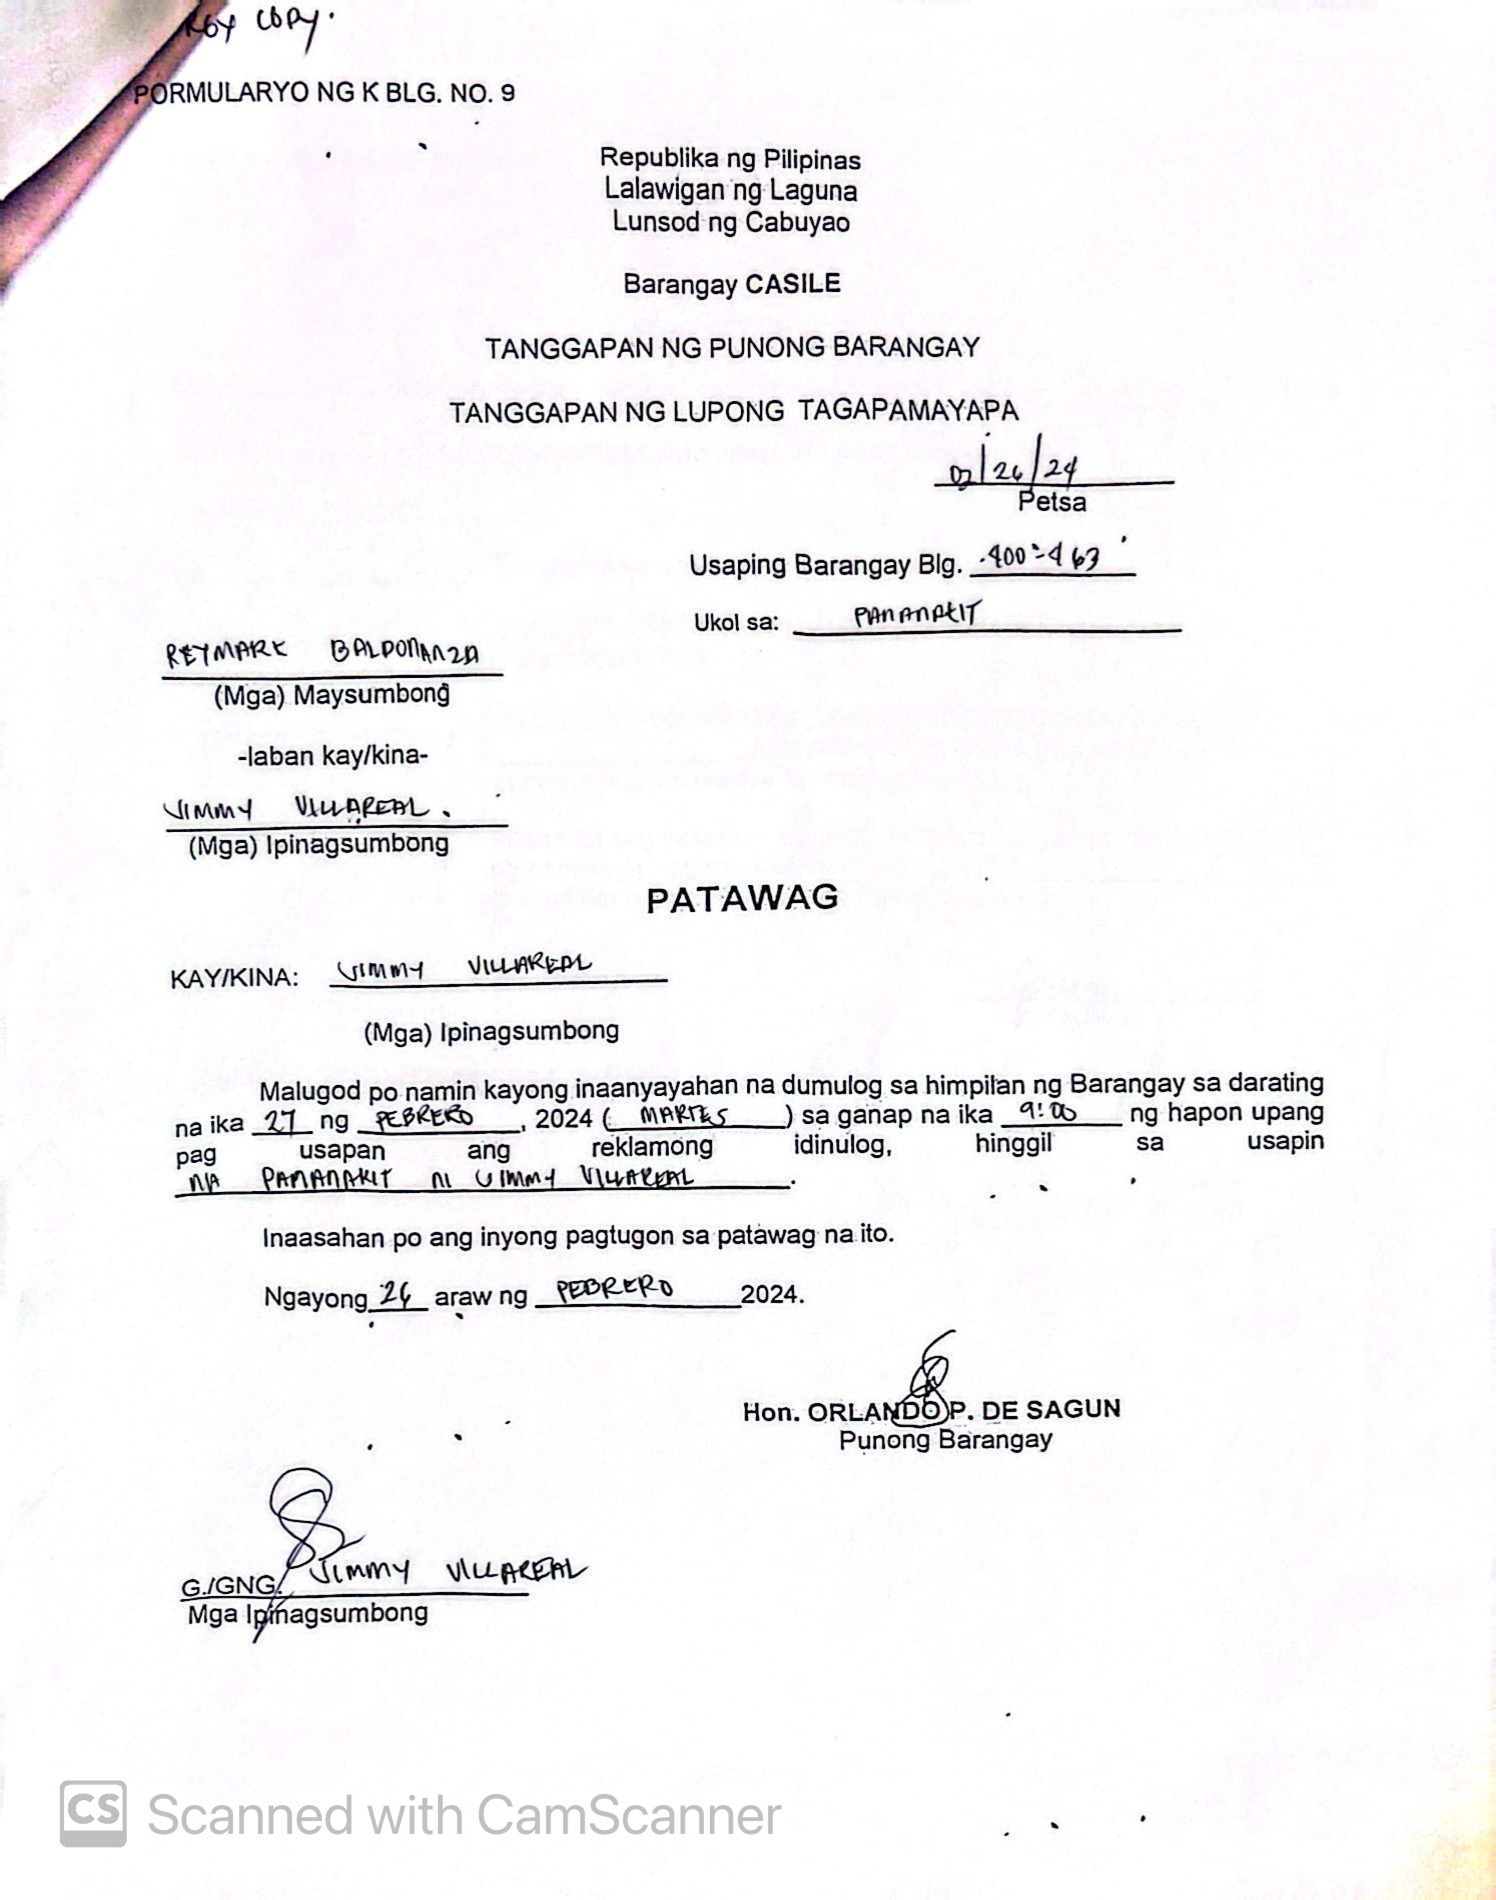 copy.
PORMULARYO NG K BLG. NO. 9
Republika ng Pilipinas
Lalawigan ng Laguna
Lunsod ng Cabuyao
Barangay CASILE
TANGGAPAN NG PUNONG BARANGAY
TANGGAPAN NG LUPONG TAGAPAMAYAPA
02/26/24
Petsa
Usaping Barangay Blg. 400-463
Ukol sa: PANANAKIT
REYMARK BALDONANZA
(Mga) Maysumbong
-laban kay/kina-
JIMMY VILLAREAL.
(Mga) Ipinagsumbong
PATAWAG
KAY/KINA: JIMMY VILLAREAL
(Mga) Ipinagsumbong
Malugod po namin kayong inaanyayahan na dumulog sa himpilan ng Barangay sa darating
na ika 27 ng PEBRERO, 2024 ( MARTES ) sa ganap na ika 9:00 ng hapon upang
pag usapan ang reklamong idinulog, hinggil sa usapin
NA PANANAKIT NI JIMMY VILLAREAL.
Inaasahan po ang inyong pagtugon sa patawag na ito.
Ngayong 26 araw ng PEBRERO 2024.
Hon. ORLANDO P. DE SAGUN
Punong Barangay
G./GNG. JIMMY VILLAREAL
Mga Ipinagsumbong
CS Scanned with CamScanner